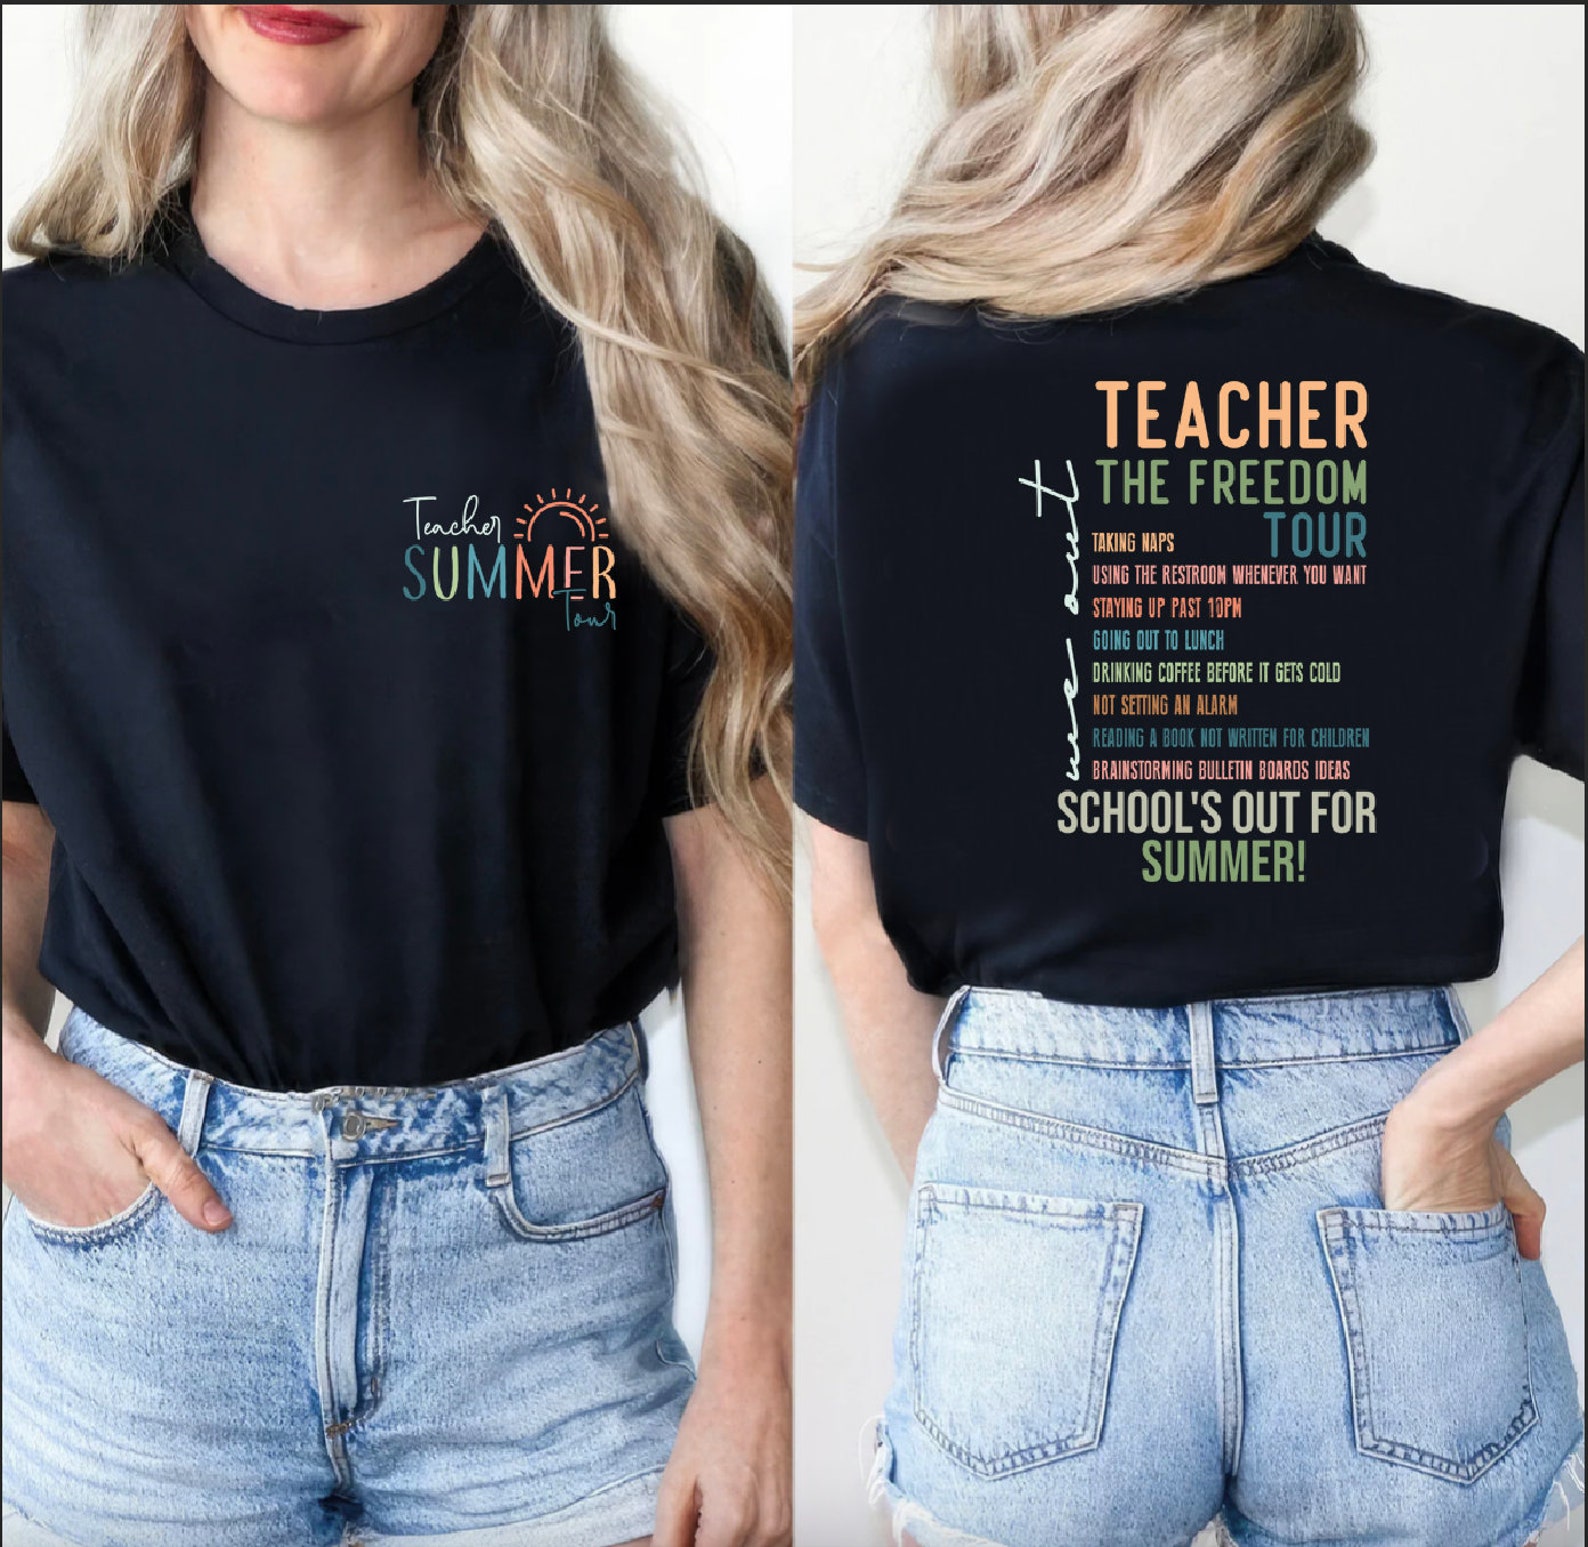 Teacher
SUMMER
Tour
TEACHER
THE FREEDOM
TOUR
we out
TAKING NAPS
USING THE RESTROOM WHENEVER YOU WANT
STAYING UP PAST 10PM
GOING OUT TO LUNCH
DRINKING COFFEE BEFORE IT GETS COLD
NOT SETTING AN ALARM
READING A BOOK NOT WRITTEN FOR CHILDREN
BRAINSTORMING BULLETIN BOARDS IDEAS
SCHOOL'S OUT FOR
SUMMER!